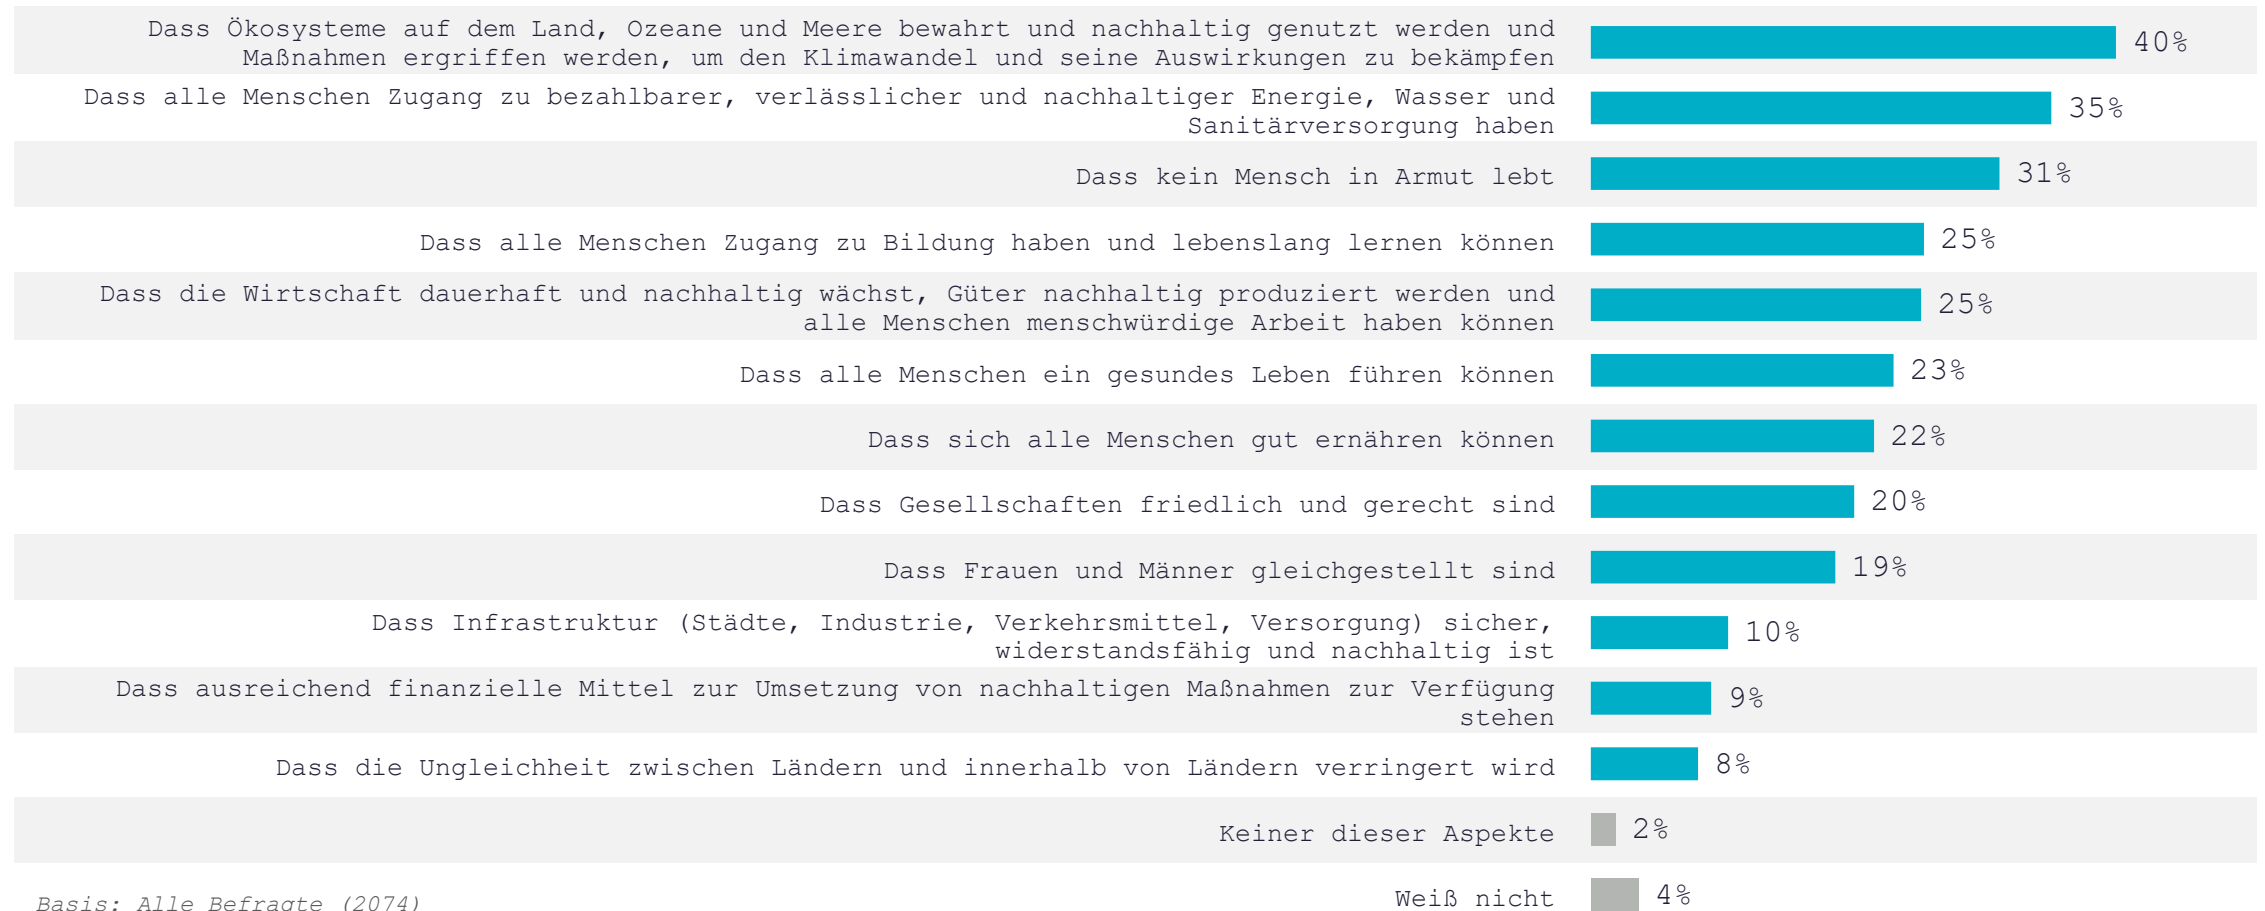 Dass Ökosysteme auf dem Land, Ozeane und Meere bewahrt und nachhaltig genutzt werden und
Maßnahmen ergriffen werden, um den Klimawandel und seine Auswirkungen zu bekämpfen
40%
Dass alle Menschen Zugang zu bezahlbarer, verlässlicher und nachhaltiger Energie, Wasser und
Sanitärversorgung haben
35%
Dass kein Mensch in Armut lebt
31%
Dass alle Menschen Zugang zu Bildung haben und lebenslang lernen können
25%
Dass die Wirtschaft dauerhaft und nachhaltig wächst, Güter nachhaltig produziert werden und
alle Menschen menschwürdige Arbeit haben können
25%
Dass alle Menschen ein gesundes Leben führen können
23%
Dass sich alle Menschen gut ernähren können
22%
Dass Gesellschaften friedlich und gerecht sind
20%
Dass Frauen und Männer gleichgestellt sind
19%
Dass Infrastruktur (Städte, Industrie, Verkehrsmittel, Versorgung) sicher,
widerstandsfähig und nachhaltig ist
10%
Dass ausreichend finanzielle Mittel zur Umsetzung von nachhaltigen Maßnahmen zur Verfügung
stehen
9%
Dass die Ungleichheit zwischen Ländern und innerhalb von Ländern verringert wird
8%
Keiner dieser Aspekte
2%
Weiß nicht
4%
Basis: Alle Befragte (2074)